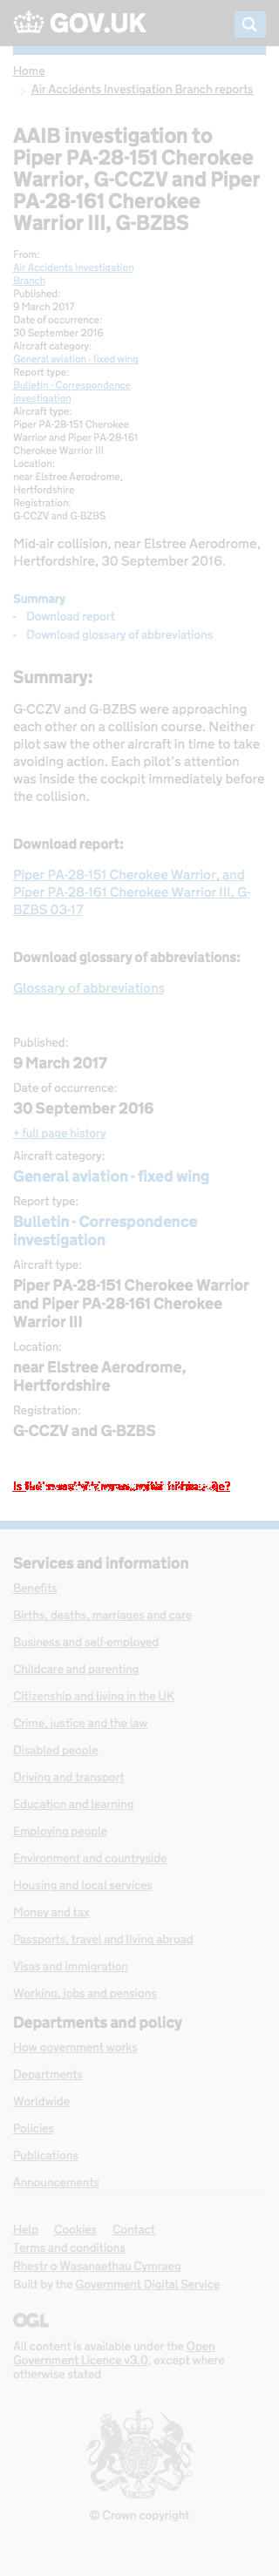 GOV.UK
Home
Air Accidents Investigation Branch reports
AAIB investigation to
Piper PA-28-151 Cherokee
Warrior, G-CCZV and Piper
PA-28-161 Cherokee
Warrior III, G-BZBS
From:
Air Accidents Investigation
Branch
Published:
9 March 2017
Date of occurrence:
30 September 2016
Aircraft category:
General aviation - fixed wing
Report type:
Bulletin - Correspondence
investigation
Aircraft type:
Piper PA-28-151 Cherokee
Warrior and Piper PA-28-161
Cherokee Warrior III
Location:
near Elstree Aerodrome,
Hertfordshire
Registration:
G-CCZV and G-BZBS
Mid-air collision, near Elstree Aerodrome,
Hertfordshire, 30 September 2016.
Summary
- Download report
- Download glossary of abbreviations
Summary:
G-CCZV and G-BZBS were approaching
each other on a collision course. Neither
pilot saw the other aircraft in time to take
avoiding action. Each pilot's attention
was inside the cockpit immediately before
the collision.
Download report:
Piper PA-28-151 Cherokee Warrior, and
Piper PA-28-161 Cherokee Warrior III, G-
BZBS 03-17
Download glossary of abbreviations:
Glossary of abbreviations
Published:
9 March 2017
Date of occurrence:
30 September 2016
+ full page history
Aircraft category:
General aviation - fixed wing
Report type:
Bulletin - Correspondence
investigation
Aircraft type:
Piper PA-28-151 Cherokee Warrior
and Piper PA-28-161 Cherokee
Warrior III
Location:
near Elstree Aerodrome,
Hertfordshire
Registration:
G-CCZV and G-BZBS
Services and information
Benefits
Births, deaths, marriages and care
Business and self-employed
Childcare and parenting
Citizenship and living in the UK
Crime, justice and the law
Disabled people
Driving and transport
Education and learning
Employing people
Environment and countryside
Housing and local services
Money and tax
Passports, travel and living abroad
Visas and immigration
Working, jobs and pensions
Departments and policy
How government works
Departments
Worldwide
Policies
Publications
Announcements
Help Cookies Contact
Terms and conditions
Rhestr o Wasanaethau Cymraeg
Built by the Government Digital Service
OGL
All content is available under the Open
Government Licence v3.0, except where
otherwise stated
© Crown copyright